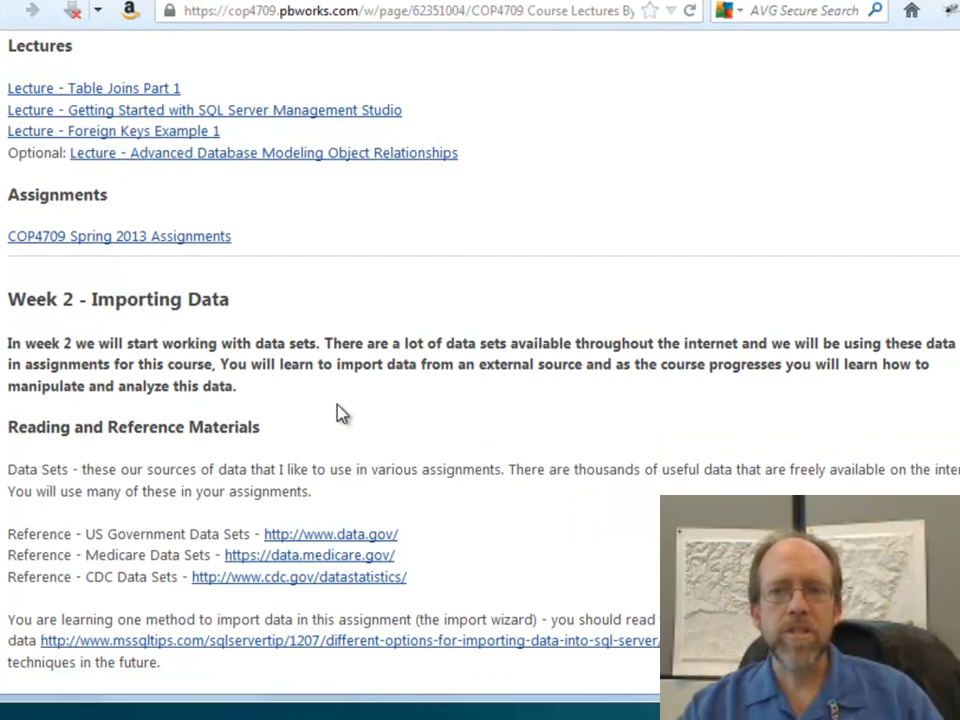 https://cop4709.pbworks.com/w/page/62351004/COP4709 Course Lectures By
AVG Secure Search
Lectures
Lecture - Table Joins Part 1
Lecture - Getting Started with SQL Server Management Studio
Lecture - Foreign Keys Example 1
Optional: Lecture - Advanced Database Modeling Object Relationships
Assignments
COP4709 Spring 2013 Assignments
Week 2 - Importing Data
In week 2 we will start working with data sets. There are a lot of data sets available throughout the internet and we will be using these data
in assignments for this course, You will learn to import data from an external source and as the course progresses you will learn how to
manipulate and analyze this data.
Reading and Reference Materials
Data Sets - these our sources of data that I like to use in various assignments. There are thousands of useful data that are freely available on the inte
You will use many of these in your assignments.
Reference - US Government Data Sets - http://www.data.gov/
Reference - Medicare Data Sets - https://data.medicare.gov/
Reference - CDC Data Sets - http://www.cdc.gov/datastatistics/
You are learning one method to import data in this assignment (the import wizard) - you should read
data http://www.mssqltips.com/sqlservertip/1207/different-options-for-importing-data-into-sql-server/
techniques in the future.